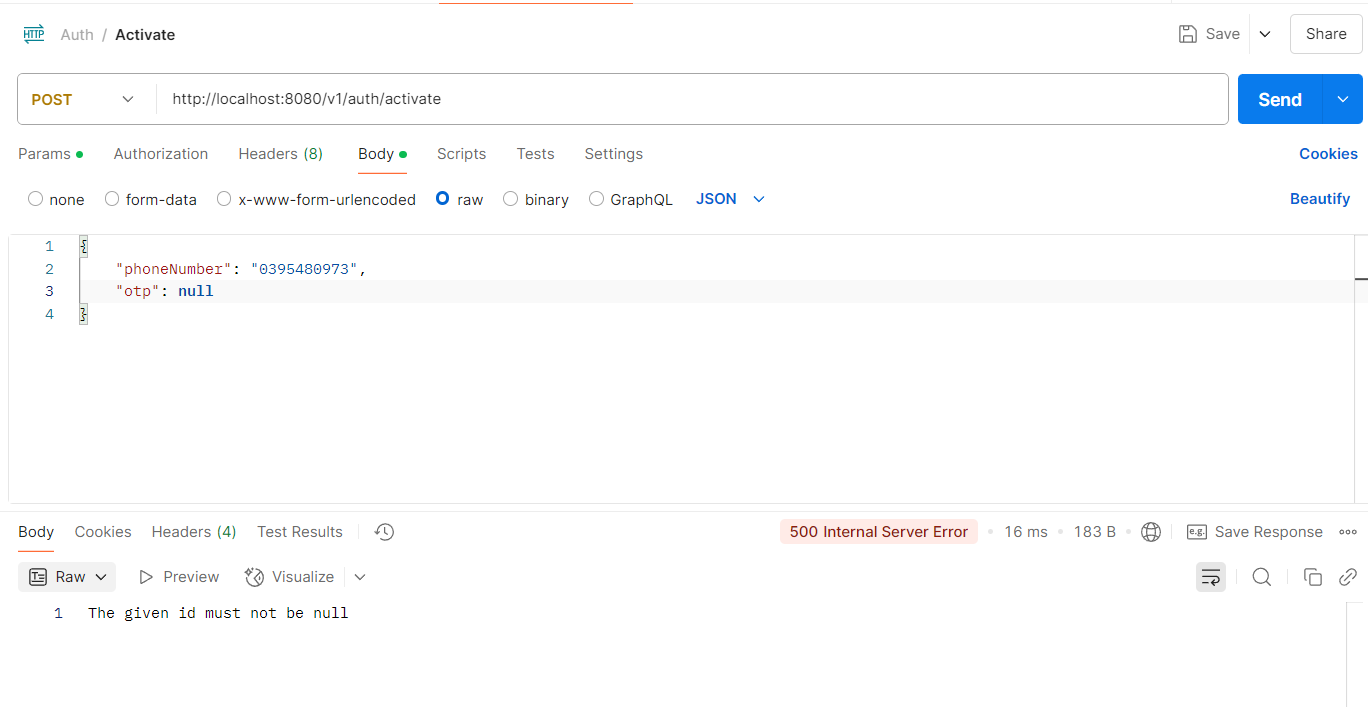 HTTP Auth / Activate Save Share
POST http://localhost:8080/v1/auth/activate Send
Params Authorization Headers (8) Body Scripts Tests Settings Cookies
none form-data x-www-form-urlencoded raw binary GraphQL JSON Beautify
1 {
2 "phoneNumber": "0395480973",
3 "otp": null
4 }
Body Cookies Headers (4) Test Results 500 Internal Server Error 16 ms 183 B e.g. Save Response
Raw Preview Visualize
1 The given id must not be null